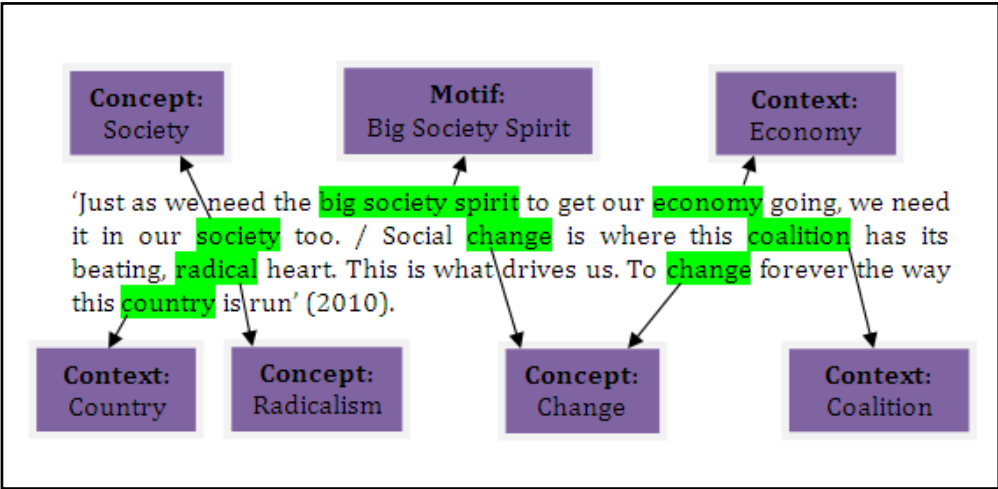 Concept:
Society
Motif:
Big Society Spirit
Context:
Economy
‘Just as we need the big society spirit to get our economy going, we need
it in our society too. / Social change is where this coalition has its
beating, radical heart. This is what drives us. To change forever the way
this country is run’ (2010).
Context:
Country
Concept:
Radicalism
Concept:
Change
Context:
Coalition